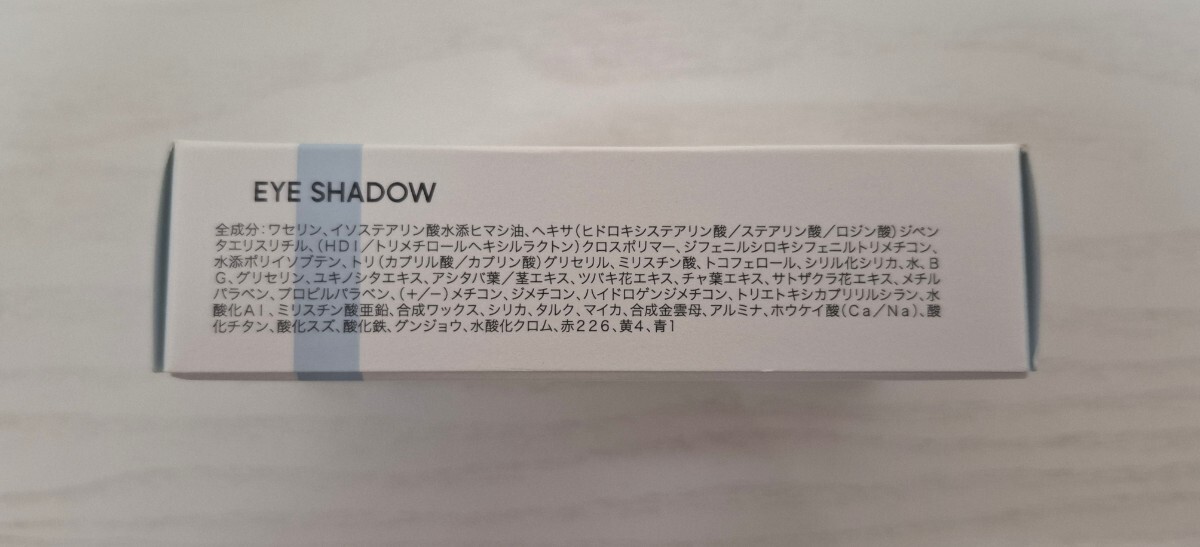 EYE SHADOW
全成分：ワセリン、イソステアリン酸水添ヒマシ油、ヘキサ（ヒドロキシステアリン酸／ステアリン酸／ロジン酸）ジペン
タエリスリチル、（HDI／トリメチロールヘキシルラクトン）クロスポリマー、ジフェニルシロキシフェニルトリメチコン、
水添ポリイソブテン、トリ（カプリル酸／カプリン酸）グリセリル、ミリスチン酸、トコフェロール、シリル化シリカ、水、B
G、グリセリン、ユキノシタエキス、アシタバ葉／茎エキス、ツバキ花エキス、チャ葉エキス、サトザクラ花エキス、メチル
パラベン、プロピルパラベン、（+／−）メチコン、ジメチコン、ハイドロゲンジメチコン、トリエトキシカプリリルシラン、水
酸化Al、ミリスチン酸亜鉛、合成ワックス、シリカ、タルク、マイカ、合成金雲母、アルミナ、ホウケイ酸（Ca／Na）、酸
化チタン、酸化スズ、酸化鉄、グンジョウ、水酸化クロム、赤226、黄4、青1